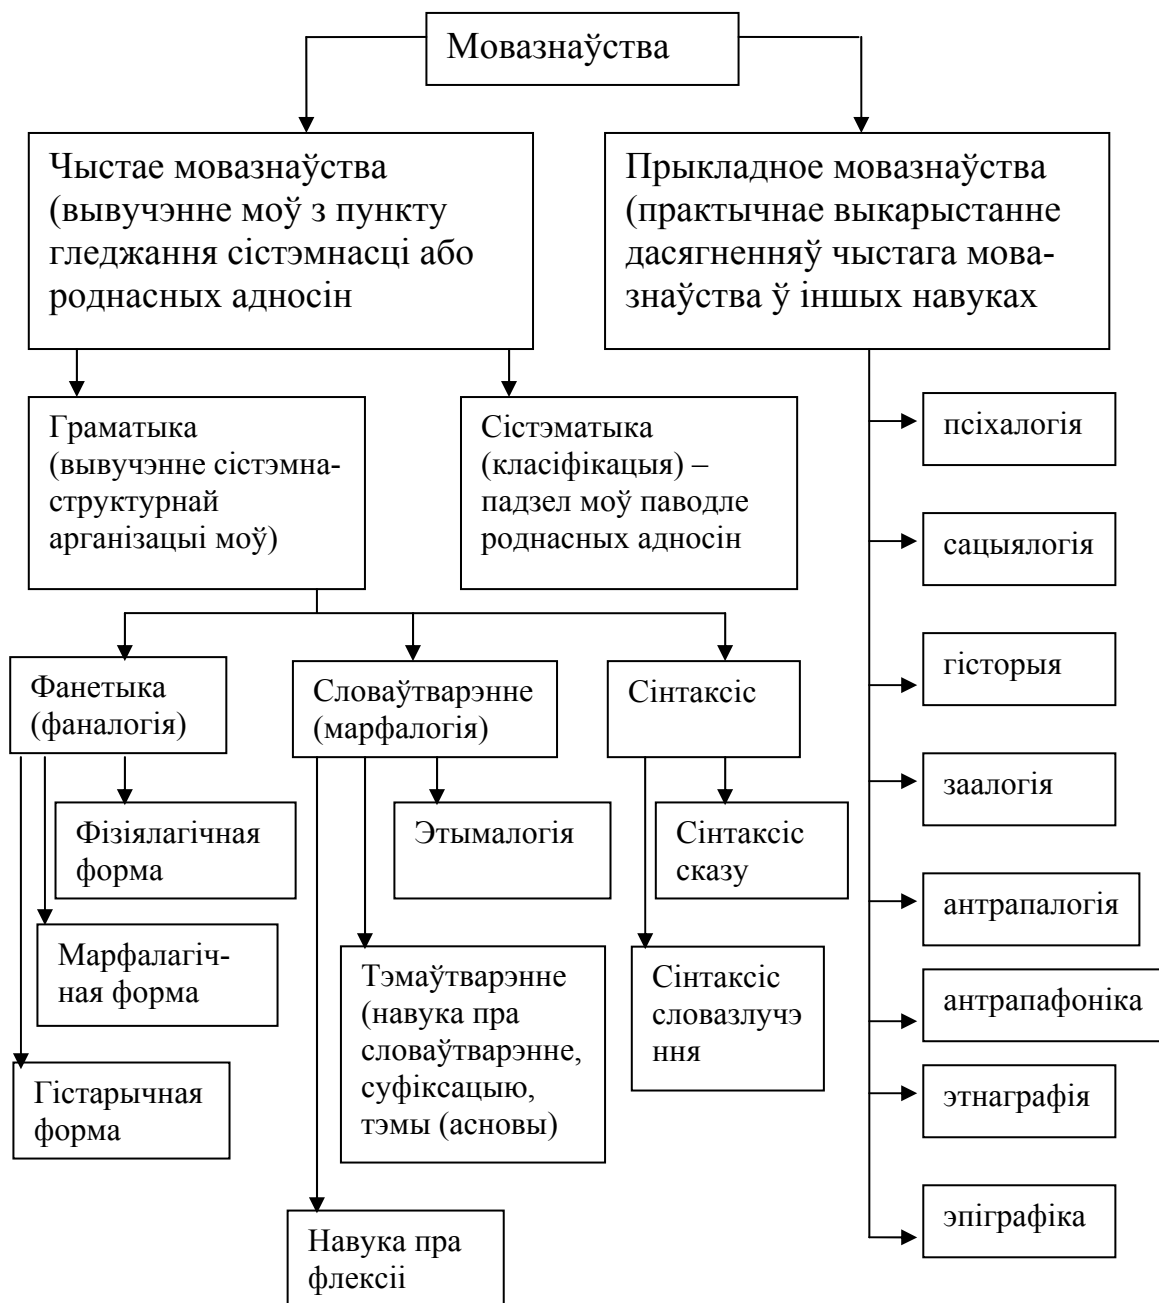 Мовазнаўства
Чыстае мовазнаўства
(вывучэнне моў з пункту
гледжання сістэмнасці або
роднасных адносін
Прыкладное мовазнаўства
(практычнае выкарыстанне
дасягненняў чыстага мова-
знаўства ў іншых навуках
Граматыка
(вывучэнне сістэмна-
структурнай
арганізацыі моў)
Сістэматыка
(класіфікацыя) –
падзел моў паводле
роднасных адносін
псіхалогія
сацыялогія
гісторыя
заалогія
антрапалогія
антрапафоніка
этнаграфія
эпіграфіка
Фанетыка
(фаналогія)
Словаўтварэнне
(марфалогія)
Сінтаксіс
Фізіялагічная
форма
Этымалогія
Сінтаксіс
сказу
Марфалагіч-
ная форма
Тэмаўтварэнне
(навука пра
словаўтварэнне,
суфіксацыю,
тэмы (асновы)
Сінтаксіс
словазлучэ
ння
Гістарычная
форма
Навука пра
флексіі